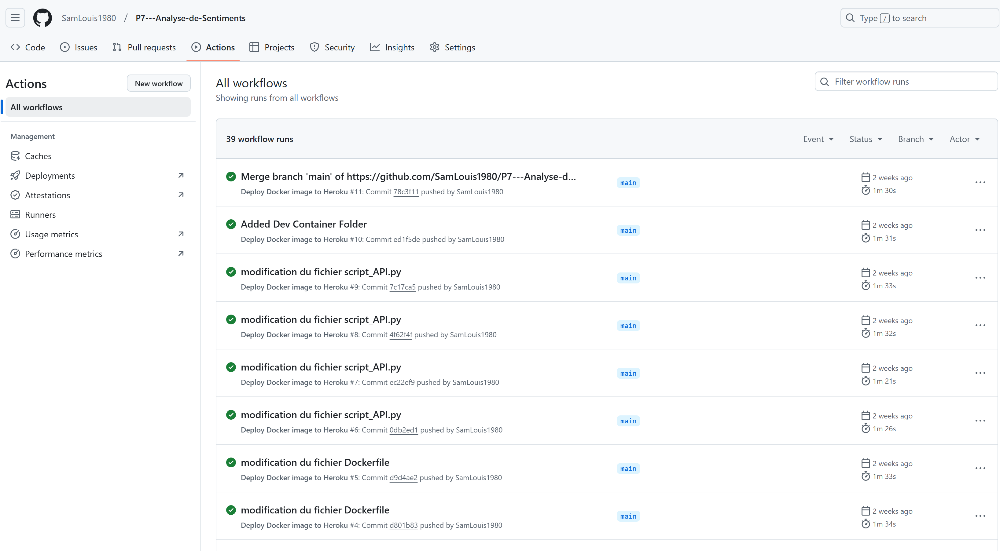 SamLouis1980 / P7---Analyse-de-Sentiments
Type / to search
Code Issues Pull requests Actions Projects Security Insights Settings
Actions
New workflow
All workflows
Management
Caches
Deployments
Attestations
Runners
Usage metrics
Performance metrics
All workflows
Showing runs from all workflows
Filter workflow runs
39 workflow runs
Event Status Branch Actor
Merge branch 'main' of https://github.com/SamLouis1980/P7---Analyse-d...
Deploy Docker image to Heroku #11: Commit 78c3f11 pushed by SamLouis1980
main
2 weeks ago
1m 30s
Added Dev Container Folder
Deploy Docker image to Heroku #10: Commit ed1f5de pushed by SamLouis1980
main
2 weeks ago
1m 31s
modification du fichier script_API.py
Deploy Docker image to Heroku #9: Commit 7c17ca5 pushed by SamLouis1980
main
2 weeks ago
1m 33s
modification du fichier script_API.py
Deploy Docker image to Heroku #8: Commit 4f62f4f pushed by SamLouis1980
main
2 weeks ago
1m 32s
modification du fichier script_API.py
Deploy Docker image to Heroku #7: Commit ec22ef9 pushed by SamLouis1980
main
2 weeks ago
1m 21s
modification du fichier script_API.py
Deploy Docker image to Heroku #6: Commit 0db2ed1 pushed by SamLouis1980
main
2 weeks ago
1m 26s
modification du fichier Dockerfile
Deploy Docker image to Heroku #5: Commit d9d4ae2 pushed by SamLouis1980
main
2 weeks ago
1m 33s
modification du fichier Dockerfile
Deploy Docker image to Heroku #4: Commit d801b83 pushed by SamLouis1980
main
2 weeks ago
1m 34s